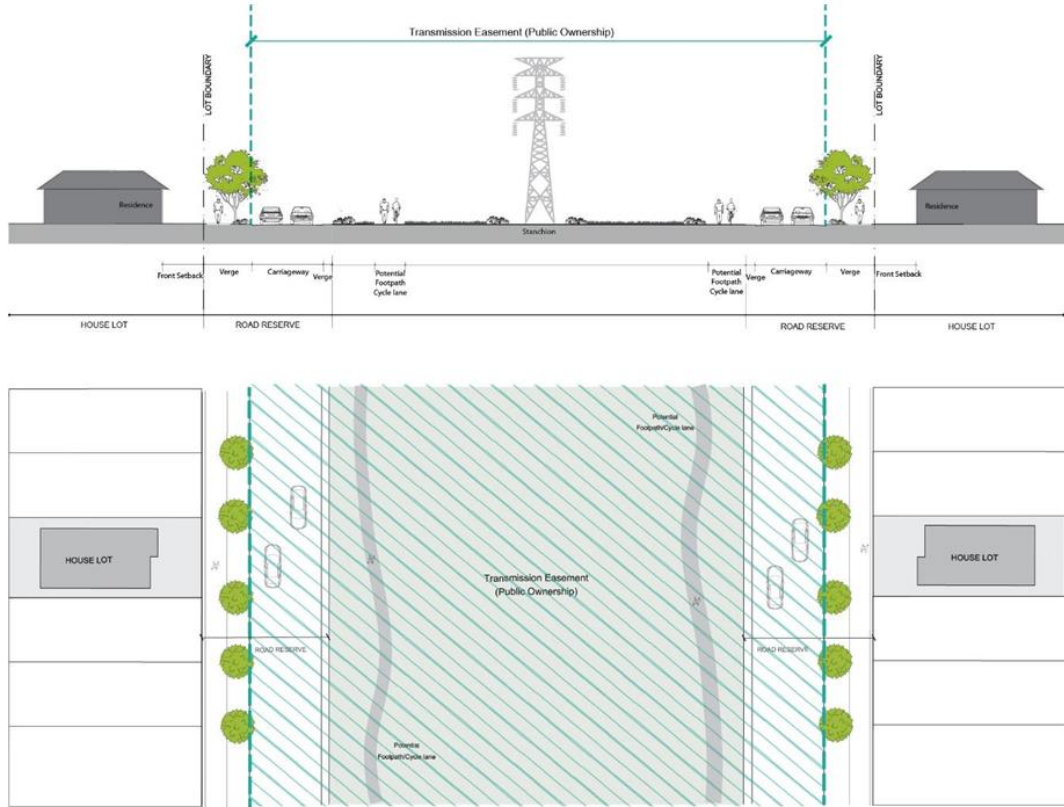 Transmission Easement (Public Ownership)
LOT BOUNDARY
LOT BOUNDARY
Residence
Residence
Stanchion
Front Setback
Verge
Carriageway
Verge
Potential
Footpath
Cycle lane
Potential
Footpath
Cycle lane
Verge
Carriageway
Verge
Front Setback
HOUSE LOT
ROAD RESERVE
ROAD RESERVE
HOUSE LOT
Potential
Footpath/Cycle lane
HOUSE LOT
HOUSE LOT
Transmission Easement
(Public Ownership)
ROAD RESERVE
ROAD RESERVE
Potential
Footpath/Cycle lane